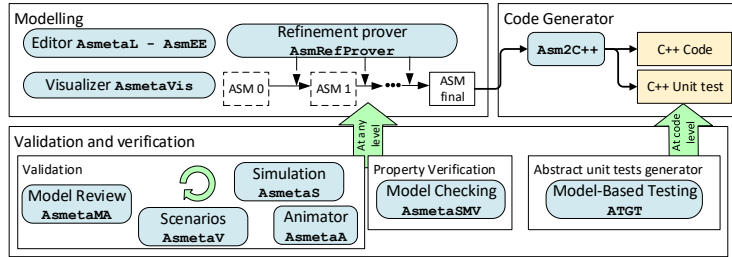 Modelling
Editor AsmetaL - AsmEE
Visualizer AsmetaVis
Refinement prover
AsmRefProver
ASM 0
ASM 1
ASM
final
Code Generator
Asm2C++
C++ Code
C++ Unit test
At any
level
At code
level
Validation and verification
Validation
Model Review
AsmetaMA
Scenarios
AsmetaV
Simulation
AsmetaS
Animator
AsmetaA
Property Verification
Model Checking
AsmetaSMV
Abstract unit tests generator
Model-Based Testing
ATGT